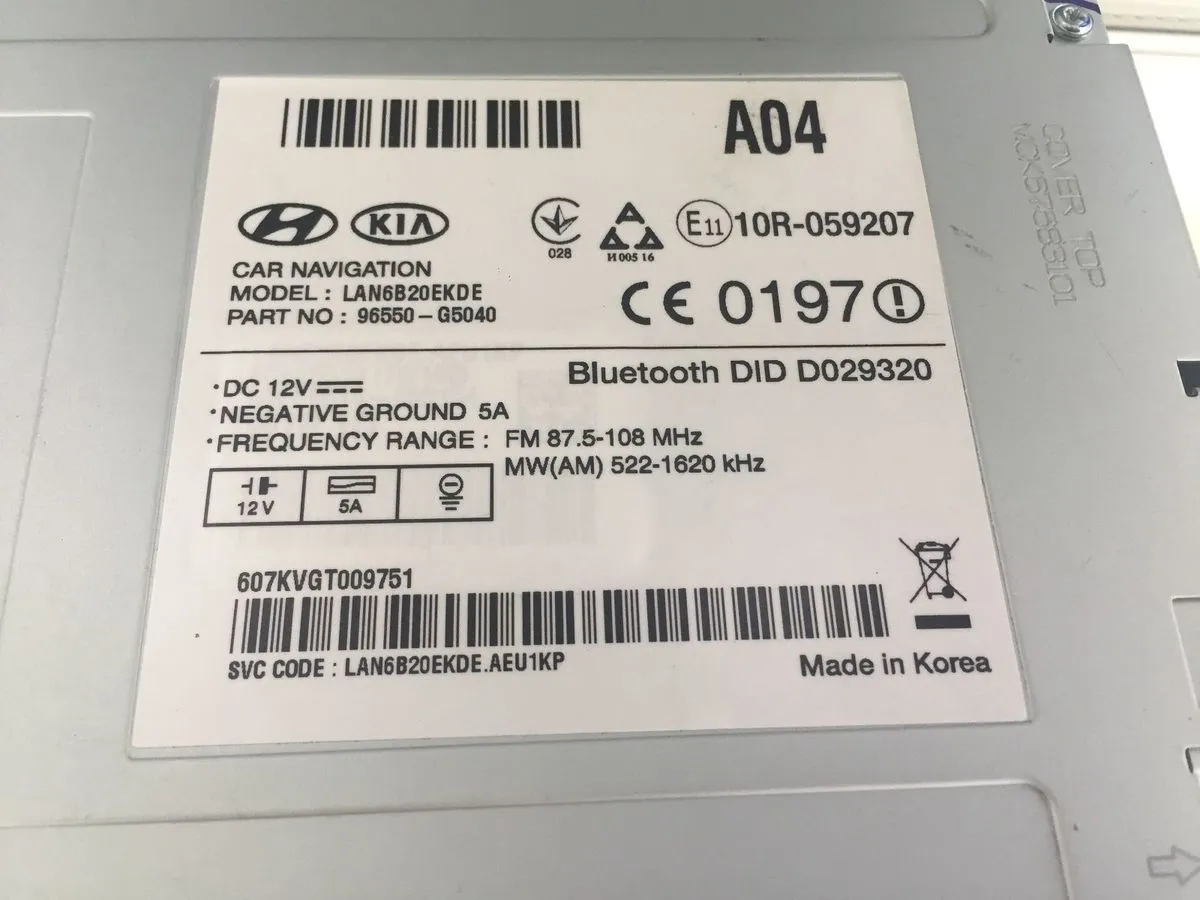 A04
KIA
028
И 005 16
E11 10R-059207
CAR NAVIGATION
MODEL : LAN6B20EKDE
PART NO : 96550-G5040
CE 0197
Bluetooth DID D029320
·DC 12V
·NEGATIVE GROUND 5A
·FREQUENCY RANGE : FM 87.5-108 MHz
MW(AM) 522-1620 kHz
12V
5A
607KVGT009751
SVC CODE : LAN6B20EKDE.AEU1KP
Made in Korea
COVER TOP